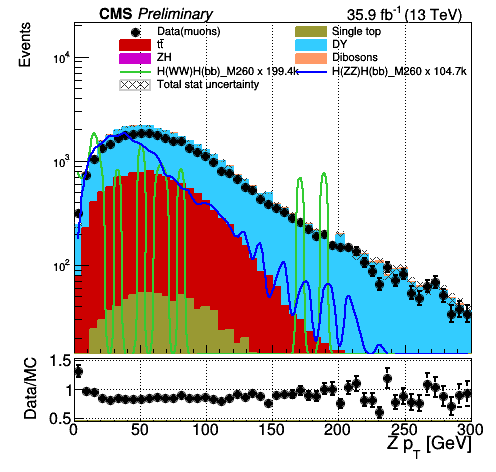 CMS Preliminary 35.9 fb⁻¹ (13 TeV)
Events
Data(muons) Single top
tt̄ DY
ZH Dibosons
H(WW)H(bb)_M260 x 199.4k H(ZZ)H(bb)_M260 x 104.7k
Total stat uncertainty
10⁴
10³
10²
Data/MC
1.5
1
0.5
0 50 100 150 200 250 300
Z p_T [GeV]